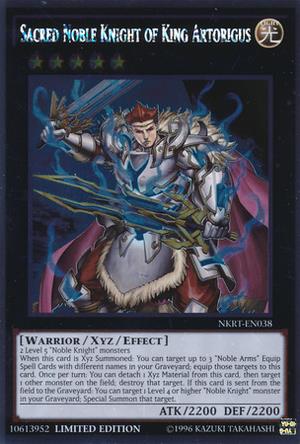 Sacred Noble Knight of King Artorigus
光
NKRT-EN038
[Warrior / Xyz / Effect]
2 Level 5 "Noble Knight" monsters
When this card is Xyz Summoned: You can target up to 3 "Noble Arms" Equip
Spell Cards with different names in your Graveyard; equip those targets to this
card. Once per turn: You can detach 1 Xyz Material from this card, then target
1 other monster on the field; destroy that target. If this card is sent from the
field to the Graveyard: You can target 1 Level 4 or higher "Noble Knight" monster
in your Graveyard; Special Summon that target.
ATK/2200 DEF/2200
10613952 LIMITED EDITION ©1996 KAZUKI TAKAHASHI